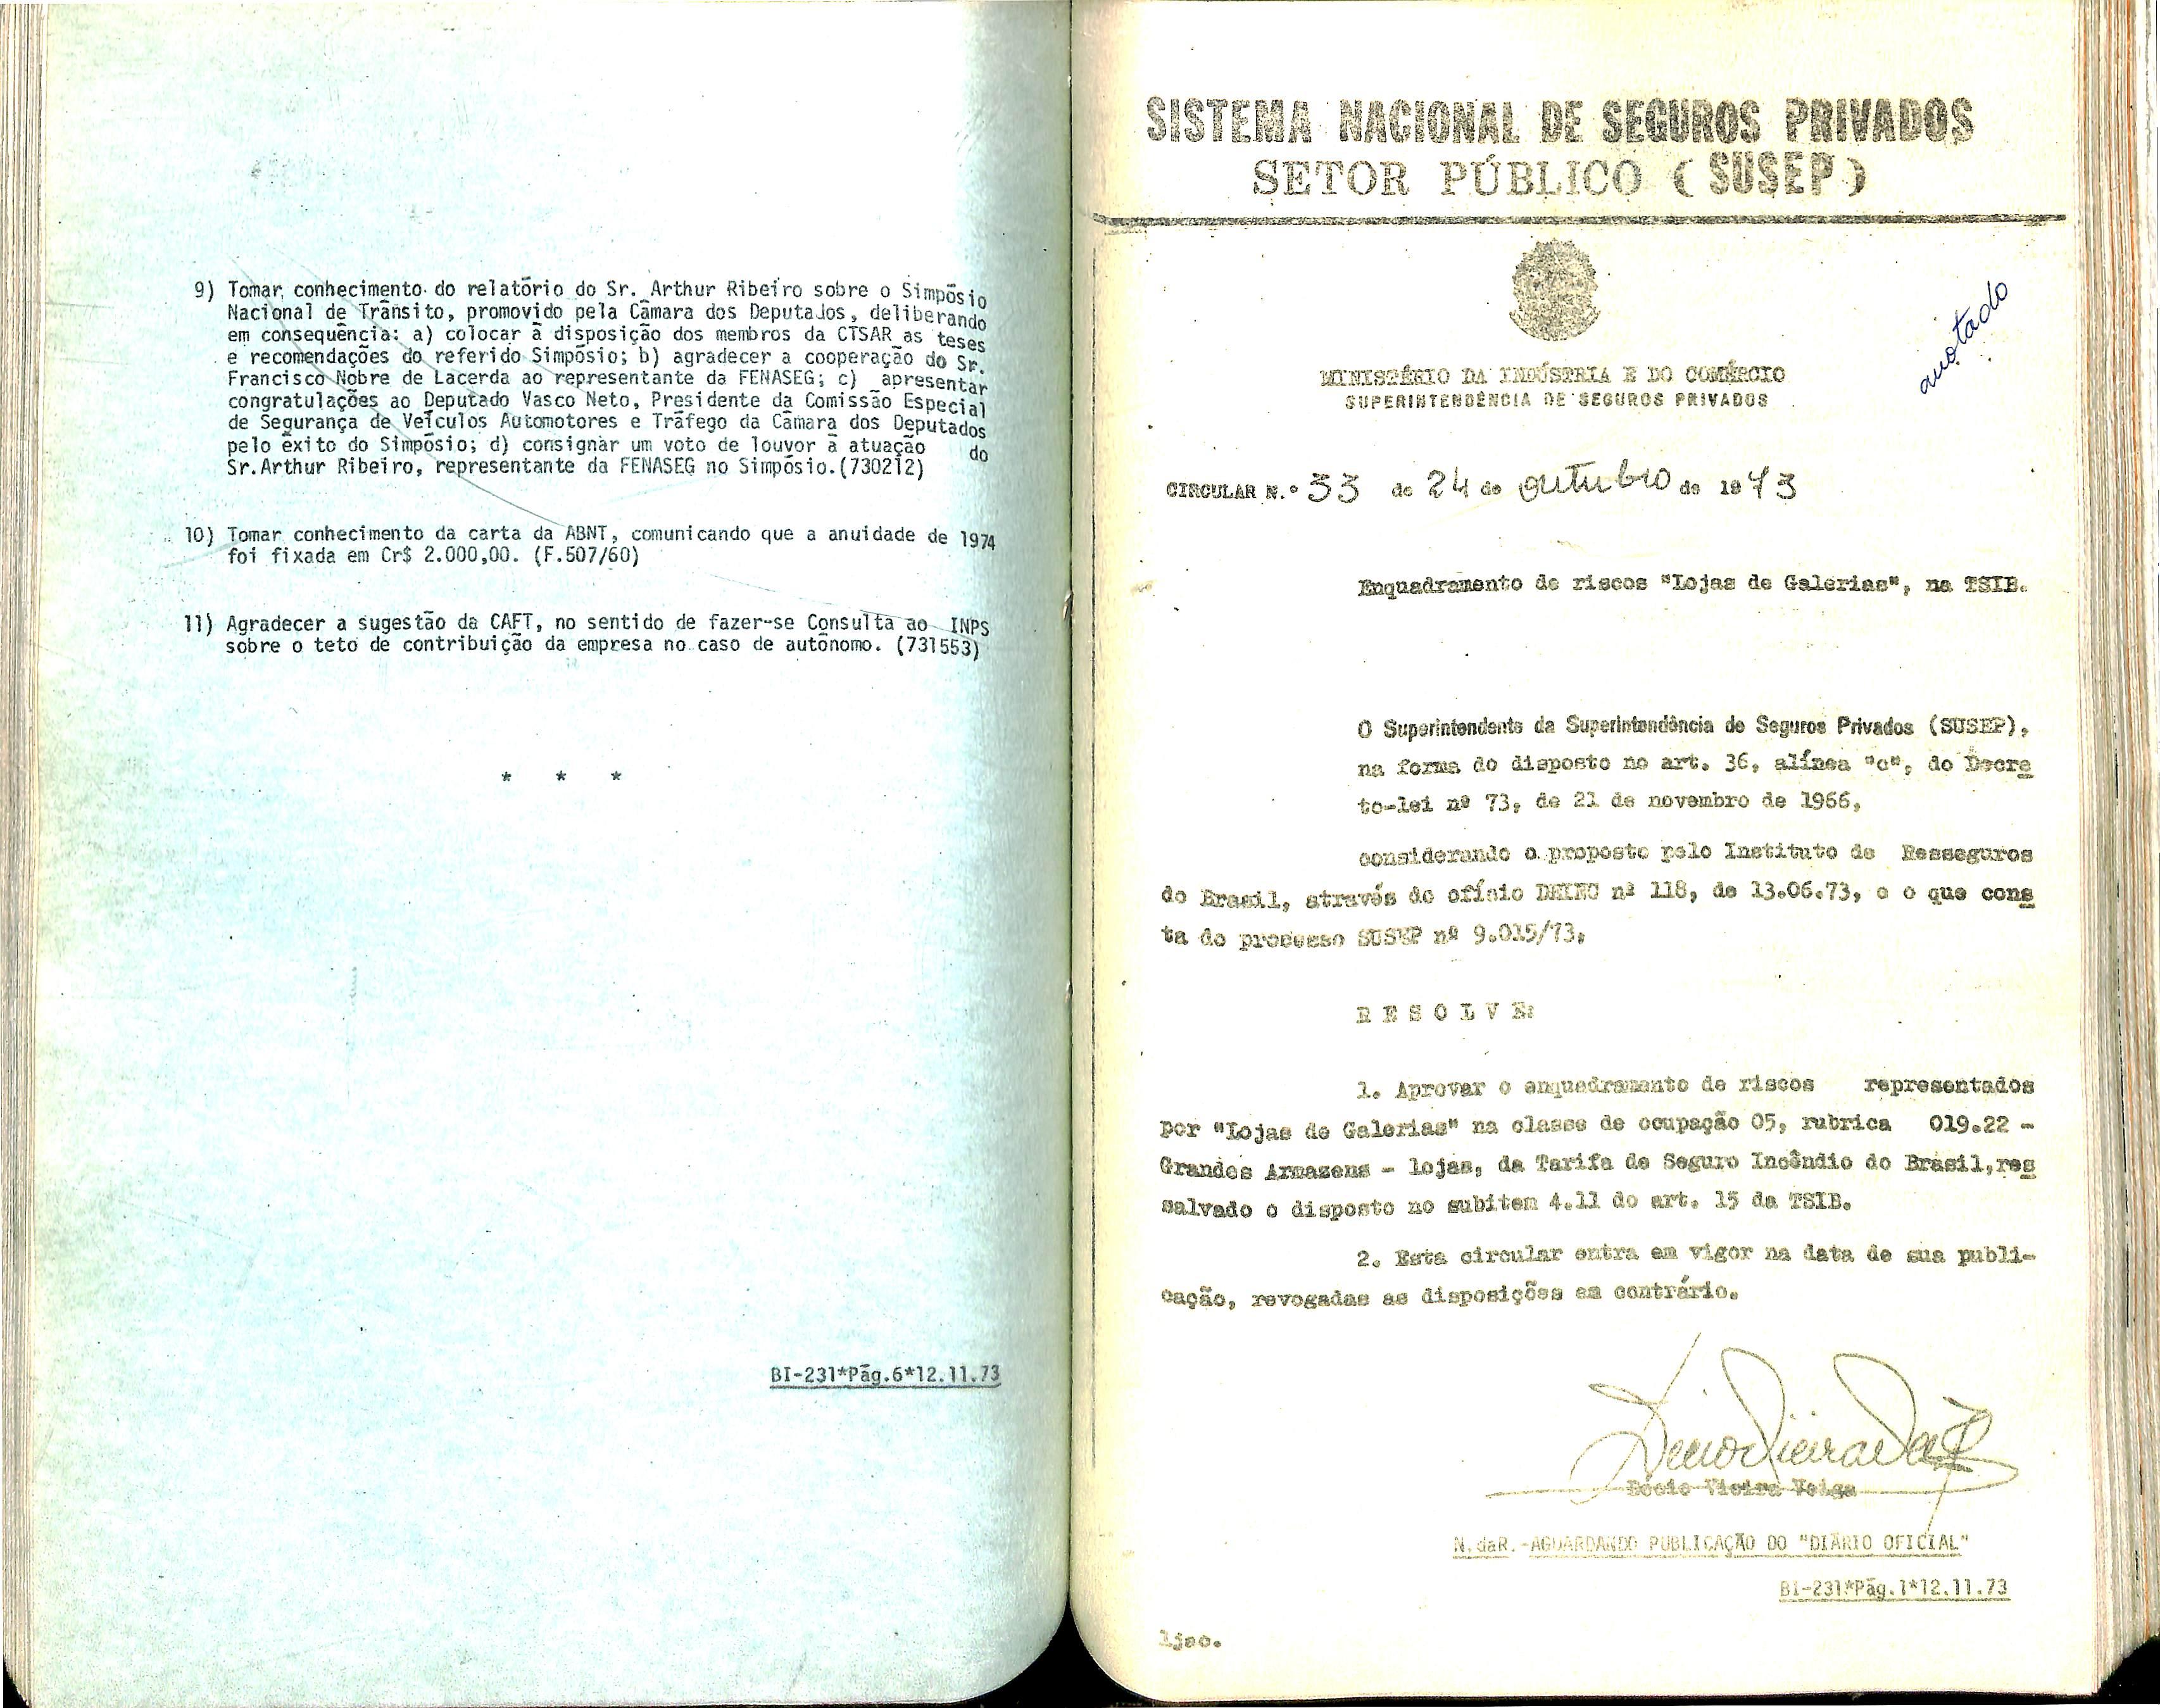 9) Tomar conhecimento do relatório do Sr. Arthur Ribeiro sobre o Simpósio
Nacional de Trânsito, promovido pela Câmara dos Deputados, deliberando
em consequência: a) colocar à disposição dos membros da CTSAR as teses
e recomendações do referido Simpósio; b) agradecer a cooperação do Sr.
Francisco Nobre de Lacerda ao representante da FENASEG; c) apresentar
congratulações ao Deputado Vasco Neto, Presidente da Comissão Especial
de Segurança de Veículos Automotores e Tráfego da Câmara dos Deputados
pelo êxito do Simpósio; d) consignar um voto de louvor à atuação do
Sr.Arthur Ribeiro, representante da FENASEG no Simpósio.(730212)
10) Tomar conhecimento da carta da ABNT, comunicando que a anuidade de 1974
foi fixada em Cr$ 2.000,00. (F.507/60)
11) Agradecer a sugestão da CAFT, no sentido de fazer-se Consulta ao INPS
sobre o teto de contribuição da empresa no caso de autônomo. (731553)
* * *
BI-231*Pág.6*12.11.73
SISTEMA NACIONAL DE SEGUROS PRIVADOS
SETOR PÚBLICO (SUSEP)
anotado
MINISTÉRIO DA INDÚSTRIA E DO COMÉRCIO
SUPERINTENDÊNCIA DE SEGUROS PRIVADOS
CIRCULAR N.º 33 de 24 de outubro de 1973
Enquadramento de riscos "Lojas de Galerias", na TSIB.
O Superintendente da Superintendência de Seguros Privados (SUSEP),
na forma do disposto no art. 36, alínea "c", do Decre
to-lei nº 73, de 21 de novembro de 1966,
considerando o proposto pelo Instituto de Resseguros
do Brasil, através do ofício DEINC nº 118, de 13.06.73, e o que cons
ta do processo SUSEP nº 9.015/73,
R E S O L V E:
1. Aprovar o enquadramento de riscos representados
por "Lojas de Galerias" na classe de ocupação 05, rubrica 019.22 -
Grandes Armazens - lojas, da Tarifa de Seguro Incêndio do Brasil,res
salvado o disposto no subitem 4.11 do art. 15 da TSIB.
2. Esta circular entra em vigor na data de sua publi-
cação, revogadas as disposições em contrário.
Décio Vieira Veiga
N.daR.-AGUARDANDO PUBLICAÇÃO DO "DIÁRIO OFICIAL"
BI-231*Pág.1*12.11.73
ljsc.